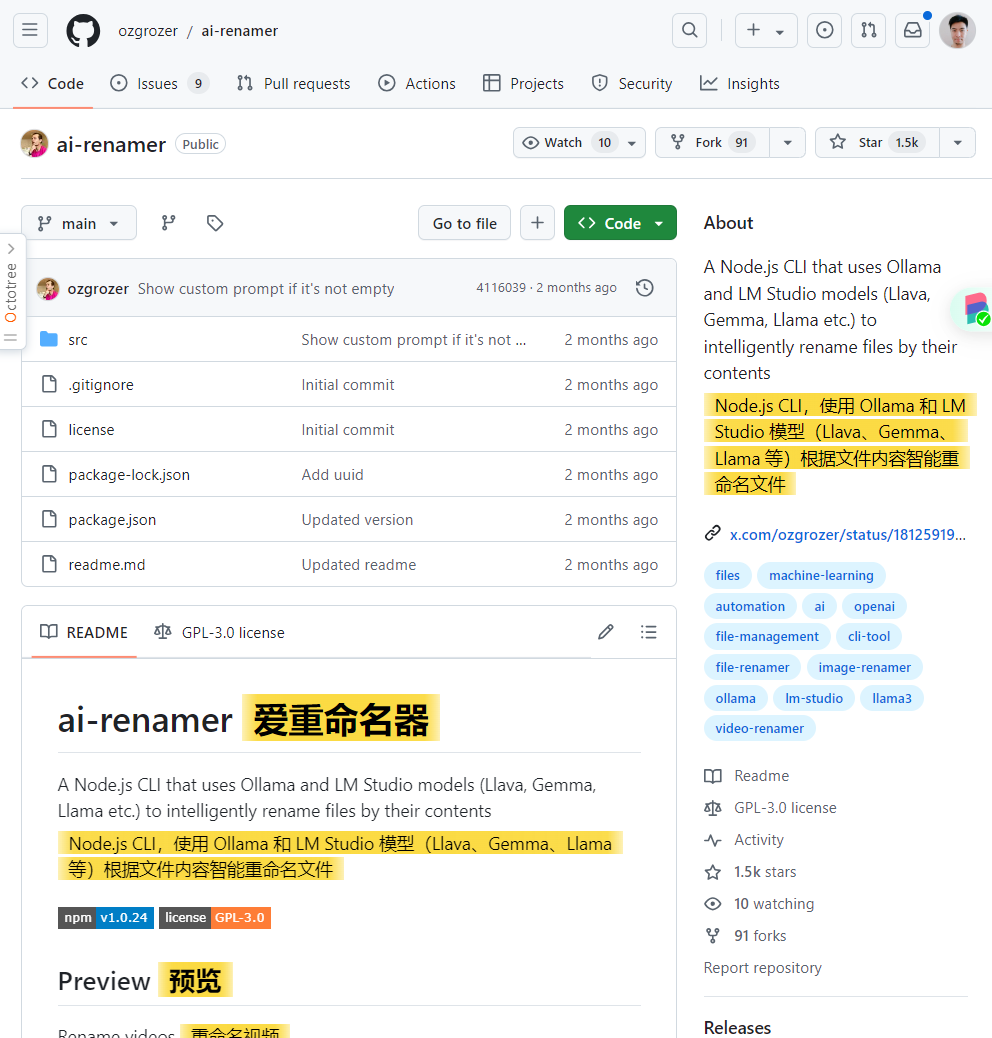 ozgrozer / ai-renamer
Code Issues 9 Pull requests Actions Projects Security Insights
ai-renamer Public
Watch 10 Fork 91 Star 1.5k
main Go to file Code
Octotree
ozgrozer Show custom prompt if it's not empty 4116039 · 2 months ago
src Show custom prompt if it's not ... 2 months ago
.gitignore Initial commit 2 months ago
license Initial commit 2 months ago
package-lock.json Add uuid 2 months ago
package.json Updated version 2 months ago
readme.md Updated readme 2 months ago
README GPL-3.0 license
ai-renamer 爱重命名器
A Node.js CLI that uses Ollama and LM Studio models (Llava, Gemma,
Llama etc.) to intelligently rename files by their contents
Node.js CLI，使用 Ollama 和 LM Studio 模型（Llava、Gemma、Llama
等）根据文件内容智能重命名文件
npm v1.0.24 license GPL-3.0
Preview 预览
Rename videos 重命名视频
About
A Node.js CLI that uses Ollama
and LM Studio models (Llava,
Gemma, Llama etc.) to
intelligently rename files by their
contents
Node.js CLI，使用 Ollama 和 LM
Studio 模型（Llava、Gemma、
Llama 等）根据文件内容智能重
命名文件
x.com/ozgrozer/status/18125919...
files machine-learning
automation ai openai
file-management cli-tool
file-renamer image-renamer
ollama lm-studio llama3
video-renamer
Readme
GPL-3.0 license
Activity
1.5k stars
10 watching
91 forks
Report repository
Releases